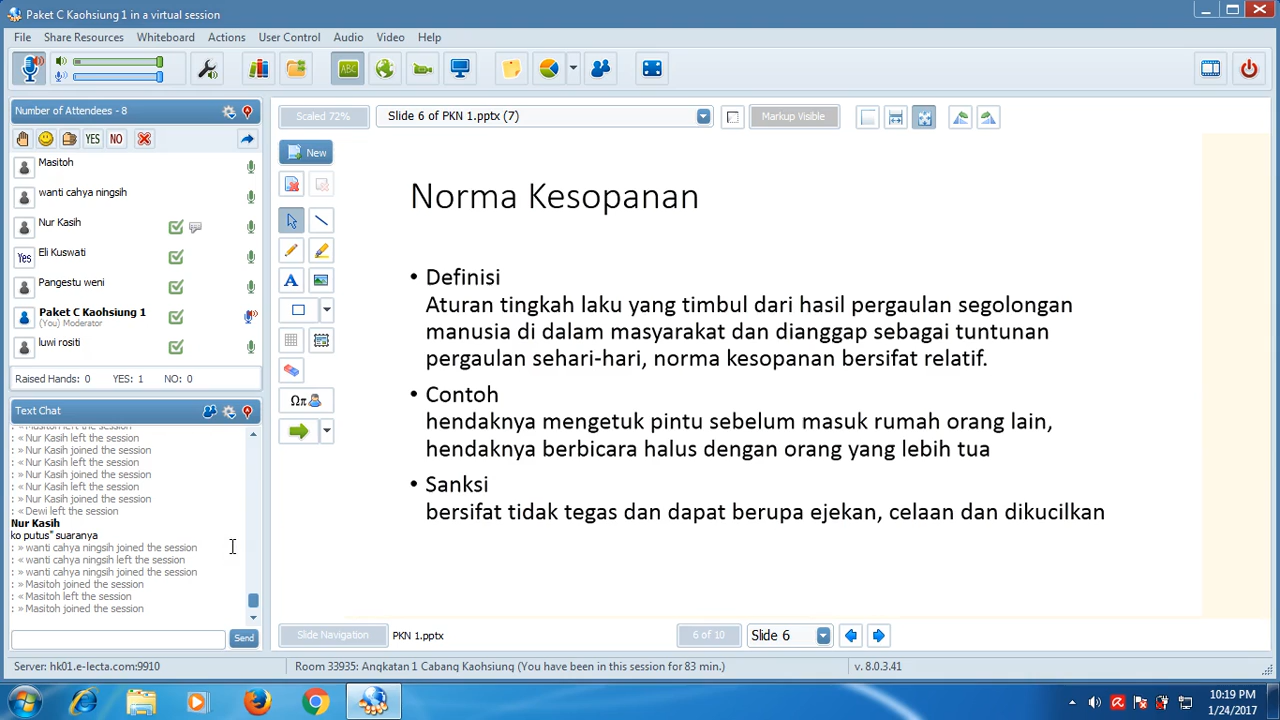 Paket C Kaohsiung 1 in a virtual session
File Share Resources Whiteboard Actions User Control Audio Video Help
ABC
Number of Attendees - 8
YES NO
Masitoh
wanti cahya ningsih
Nur Kasih
Yes Eli Kuswati
Pangestu weni
Paket C Kaohsiung 1
(You) Moderator
luwi rositi
Raised Hands: 0 YES: 1 NO: 0
Text Chat
: « Masitoh left the session
: « Nur Kasih left the session
: » Nur Kasih joined the session
: « Nur Kasih left the session
: » Nur Kasih joined the session
: « Nur Kasih left the session
: » Nur Kasih joined the session
: « Dewi left the session
Nur Kasih
ko putus" suaranya
: » wanti cahya ningsih joined the session
: « wanti cahya ningsih left the session
: » wanti cahya ningsih joined the session
: » Masitoh joined the session
: « Masitoh left the session
: » Masitoh joined the session
Send
Scaled 72%
Slide 6 of PKN 1.pptx (7)
Markup Visible
New
A
Ωπ
Norma Kesopanan
• Definisi
Aturan tingkah laku yang timbul dari hasil pergaulan segolongan
manusia di dalam masyarakat dan dianggap sebagai tuntunan
pergaulan sehari-hari, norma kesopanan bersifat relatif.
• Contoh
hendaknya mengetuk pintu sebelum masuk rumah orang lain,
hendaknya berbicara halus dengan orang yang lebih tua
• Sanksi
bersifat tidak tegas dan dapat berupa ejekan, celaan dan dikucilkan
Slide Navigation
PKN 1.pptx
6 of 10
Slide 6
Server: hk01.e-lecta.com:9910
Room 33935: Angkatan 1 Cabang Kaohsiung (You have been in this session for 83 min.)
v. 8.0.3.41
10:19 PM
1/24/2017